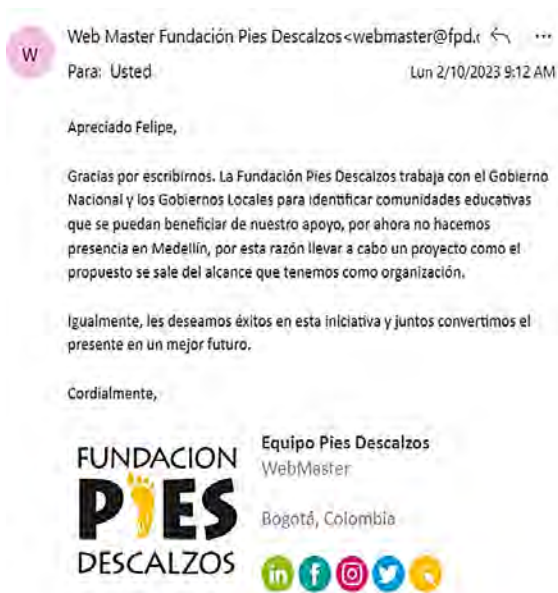 W
Web Master Fundación Pies Descalzos<webmaster@fpd.c ...
Para: Usted
Lun 2/10/2023 9:12 AM
Apreciado Felipe,
Gracias por escribirnos. La Fundación Pies Descalzos trabaja con el Gobierno
Nacional y los Gobiernos Locales para identificar comunidades educativas
que se puedan beneficiar de nuestro apoyo, por ahora no hacemos
presencia en Medellín, por esta razón llevar a cabo un proyecto como el
propuesto se sale del alcance que tenemos como organización.
Igualmente, les deseamos éxitos en esta iniciativa y juntos convertimos el
presente en un mejor futuro.
Cordialmente,
FUNDACION
PIES
DESCALZOS
Equipo Pies Descalzos
WebMaster
Bogotá, Colombia